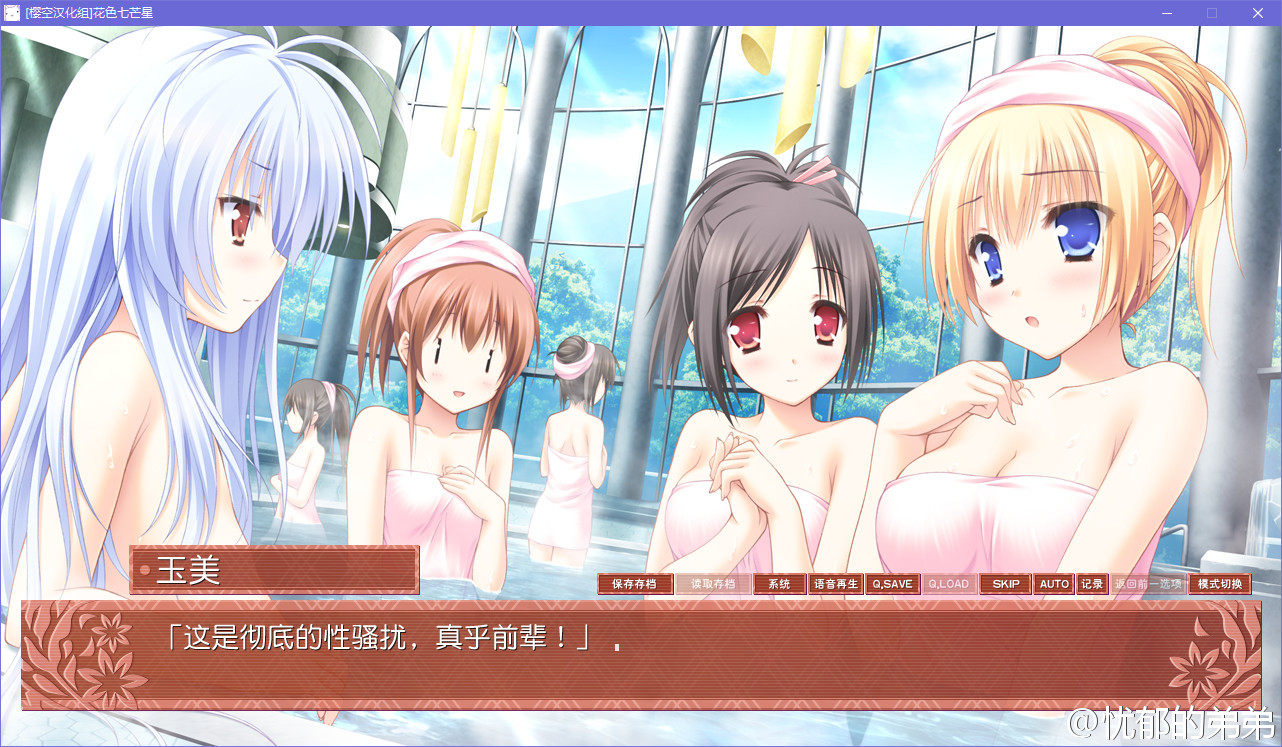 [樱空汉化组]花色七芒星
玉美
保存存档 读取存档 系统 语音再生 Q,SAVE Q,LOAD SKIP AUTO 记录 返回前一选项 模式切换
「这是彻底的性骚扰，真乎前辈！」
@忧郁的弟弟